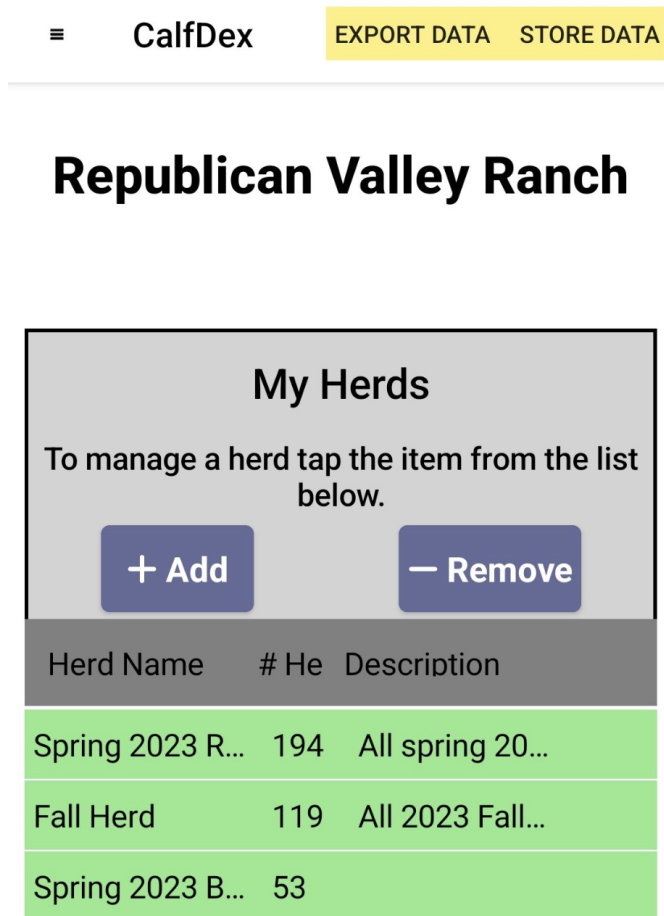 ≡ CalfDex EXPORT DATA STORE DATA
Republican Valley Ranch
My Herds
To manage a herd tap the item from the list
below.
+ Add − Remove
Herd Name # He Description
Spring 2023 R... 194 All spring 20...
Fall Herd 119 All 2023 Fall...
Spring 2023 B... 53